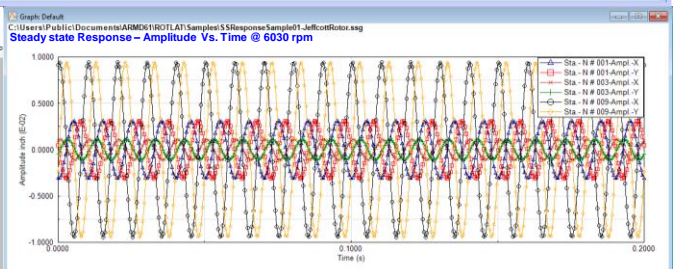 Graph: Default
C:\Users\Public\Documents\ARMD61\ROTLAT\Samples\SSResponseSample01-JeffcottRotor.ssg
Steady state Response – Amplitude Vs. Time @ 6030 rpm
Sta.- N # 001-Ampl.-X
Sta.- N # 001-Ampl.-Y
Sta.- N # 003-Ampl.-X
Sta.- N # 003-Ampl.-Y
Sta.- N # 009-Ampl.-X
Sta.- N # 009-Ampl.-Y
Amplitude inch (E-02)
1.0000
0.5000
0.0000
-0.5000
-1.0000
0.0000
0.1000
0.2000
Time (s)